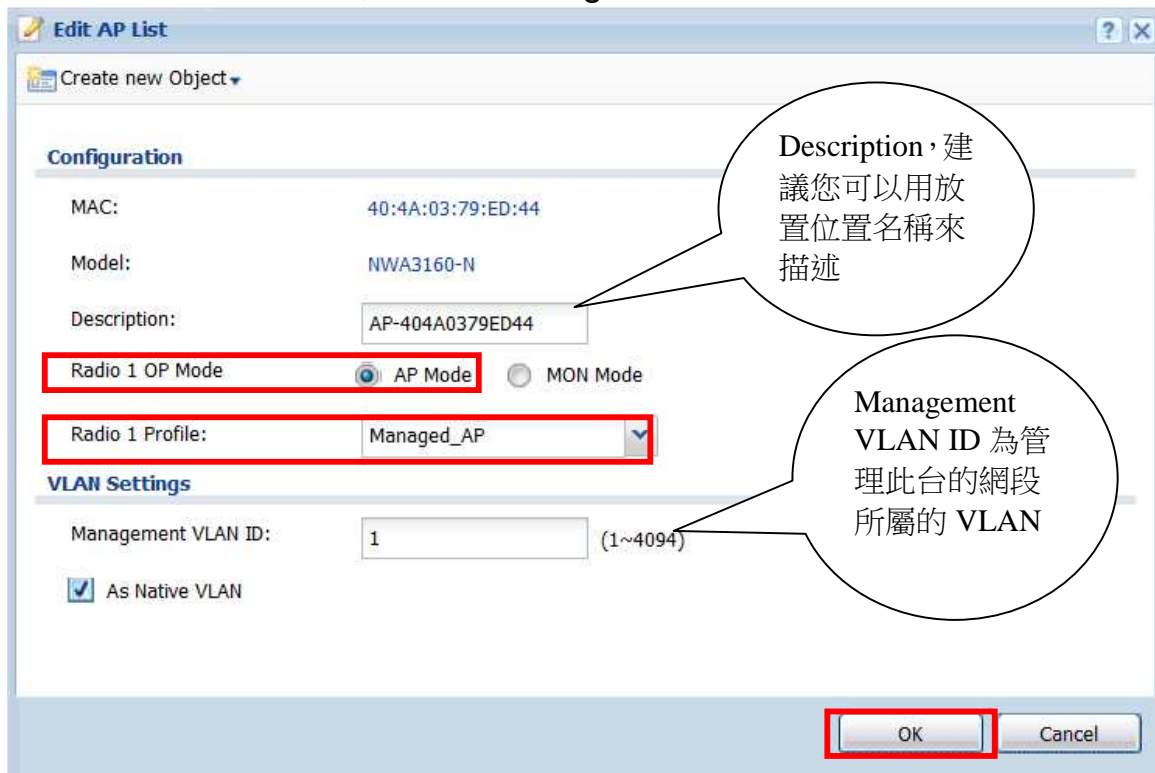 Edit AP List
Create new Object
Configuration
MAC: 40:4A:03:79:ED:44
Model: NWA3160-N
Description: AP-404A0379ED44
Radio 1 OP Mode AP Mode MON Mode
Radio 1 Profile: Managed_AP
VLAN Settings
Management VLAN ID: 1 (1~4094)
As Native VLAN
OK Cancel
Description，建
議您可以用放
置位置名稱來
描述
Management
VLAN ID 為管
理此台的網段
所屬的 VLAN